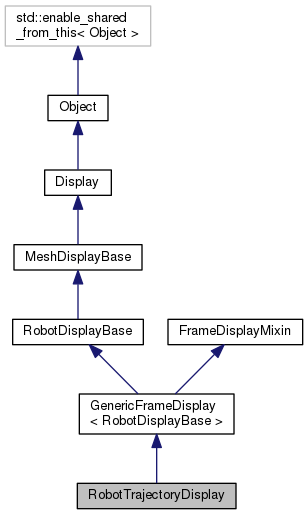 std::enable_shared
_from_this< Object >
Object
Display
MeshDisplayBase
RobotDisplayBase
FrameDisplayMixin
GenericFrameDisplay
< RobotDisplayBase >
RobotTrajectoryDisplay